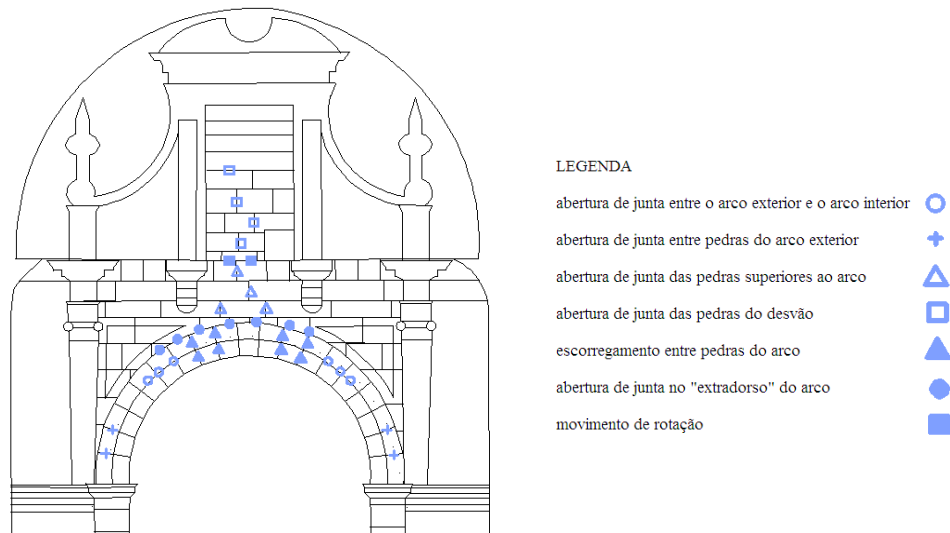 LEGENDA
abertura de junta entre o arco exterior e o arco interior
abertura de junta entre pedras do arco exterior
abertura de junta das pedras superiores ao arco
abertura de junta das pedras do desvão
escorregamento entre pedras do arco
abertura de junta no "extradorso" do arco
movimento de rotação